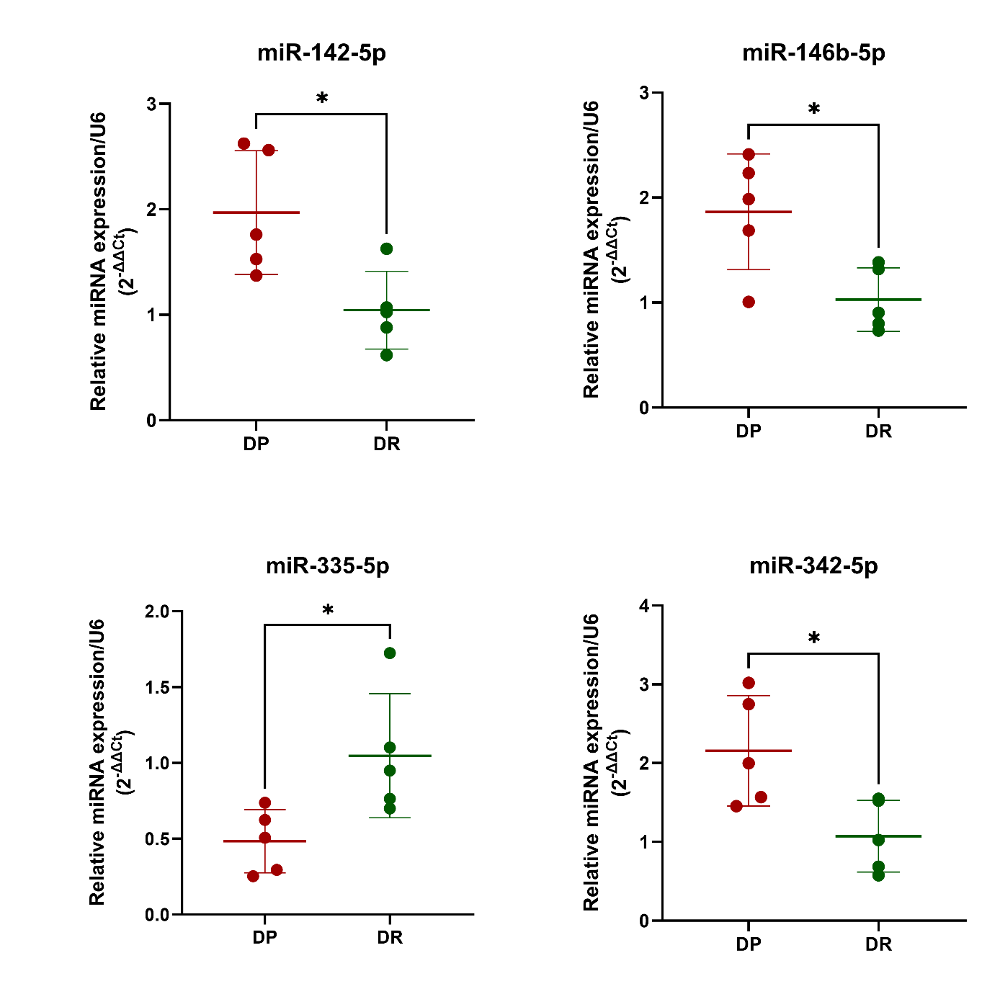 miR-142-5p
Relative miRNA expression/U6
(2-ΔΔCt)
3
2
1
0
*
DP
DR
miR-146b-5p
Relative miRNA expression/U6
(2-ΔΔCt)
3
2
1
0
*
DP
DR
miR-335-5p
Relative miRNA expression/U6
(2-ΔΔCt)
2.0
1.5
1.0
0.5
0.0
*
DP
DR
miR-342-5p
Relative miRNA expression/U6
(2-ΔΔCt)
4
3
2
1
0
*
DP
DR